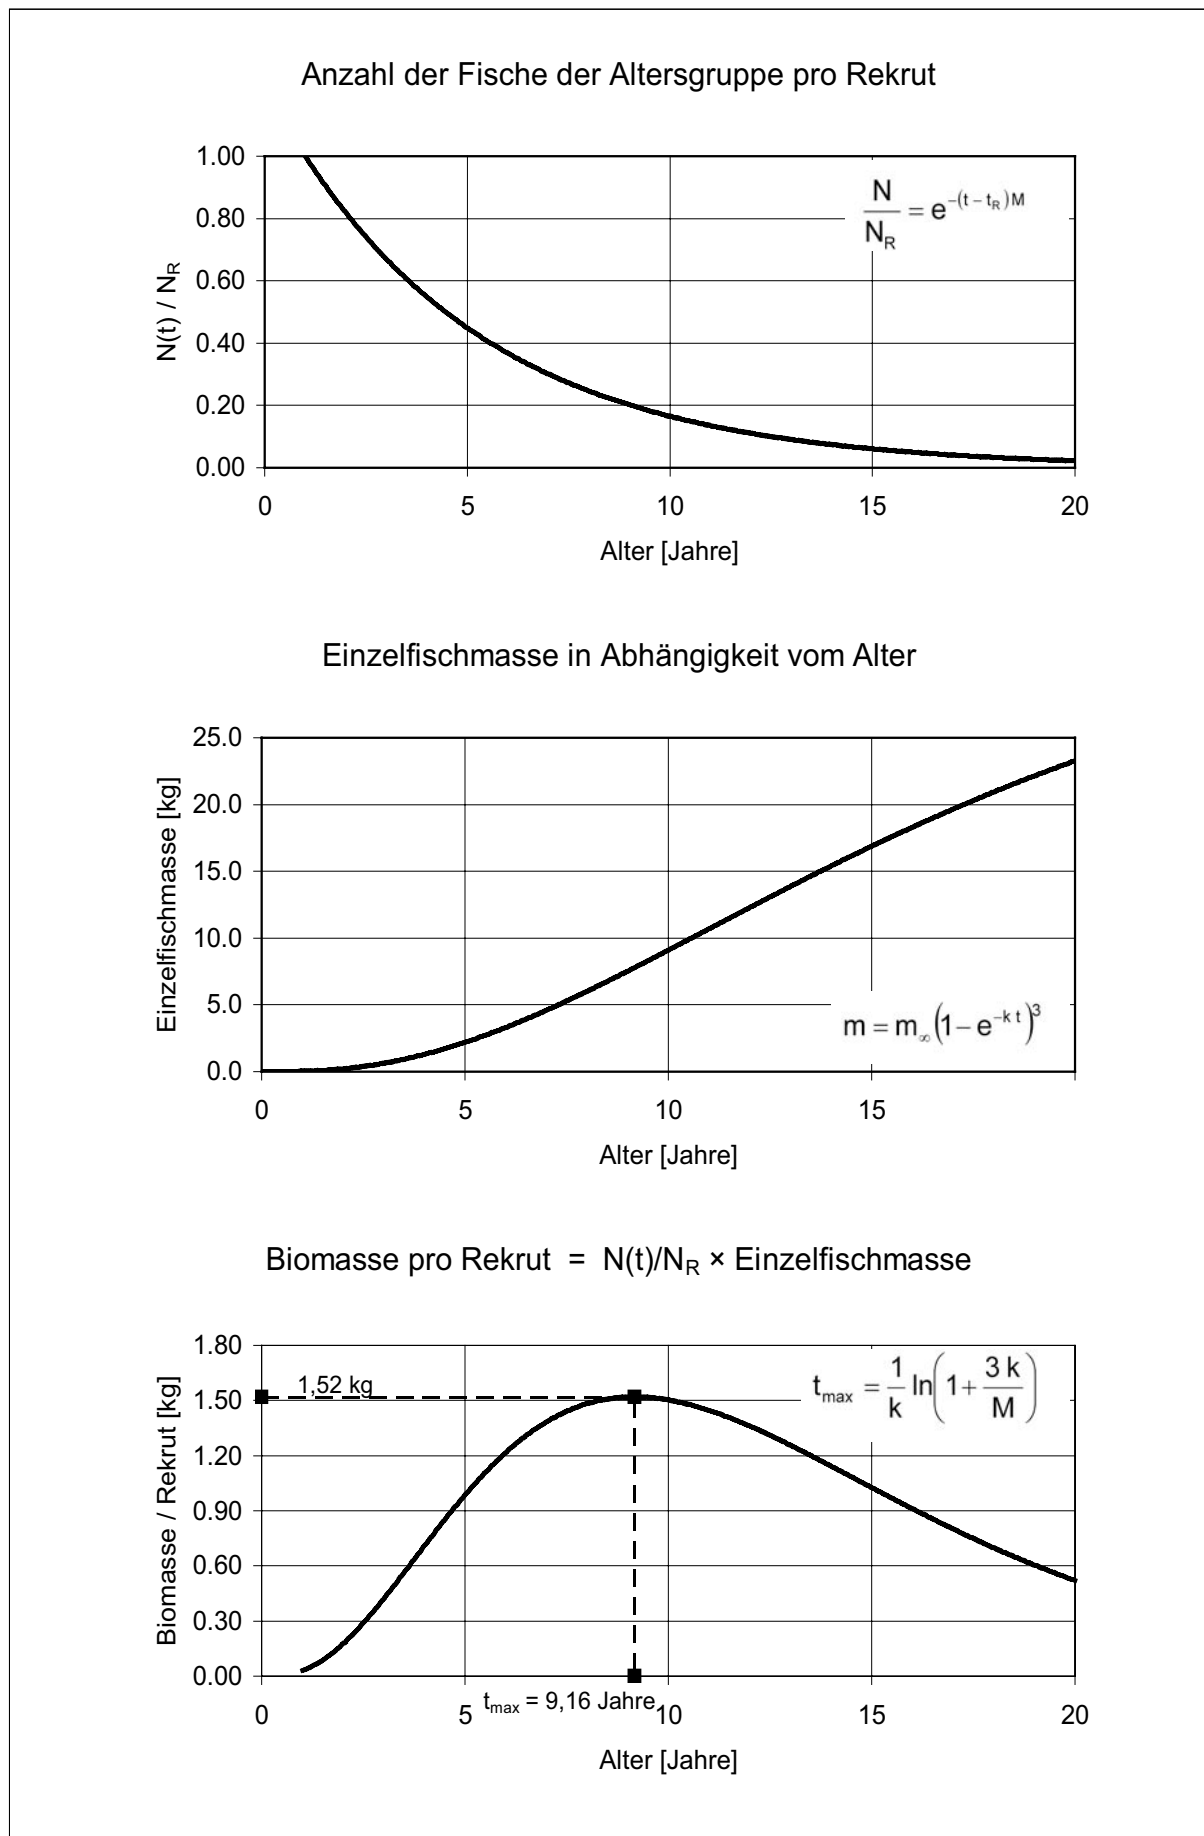 Anzahl der Fische der Altersgruppe pro Rekrut
1.00
0.80
0.60
0.40
0.20
0.00
N(t) / N_R
N/N_R = e^{-(t - t_R) M}
0 5 10 15 20
Alter [Jahre]
Einzelfischmasse in Abhängigkeit vom Alter
25.0
20.0
15.0
10.0
5.0
0.0
Einzelfischmasse [kg]
m = m_∞ (1 - e^{-k t})^3
0 5 10 15
Alter [Jahre]
Biomasse pro Rekrut = N(t)/N_R × Einzelfischmasse
1.80
1.50
1.20
0.90
0.60
0.30
0.00
Biomasse / Rekrut [kg]
1,52 kg
t_max = 1/k ln(1 + 3 k/M)
t_max = 9,16 Jahre
0 5 10 15 20
Alter [Jahre]